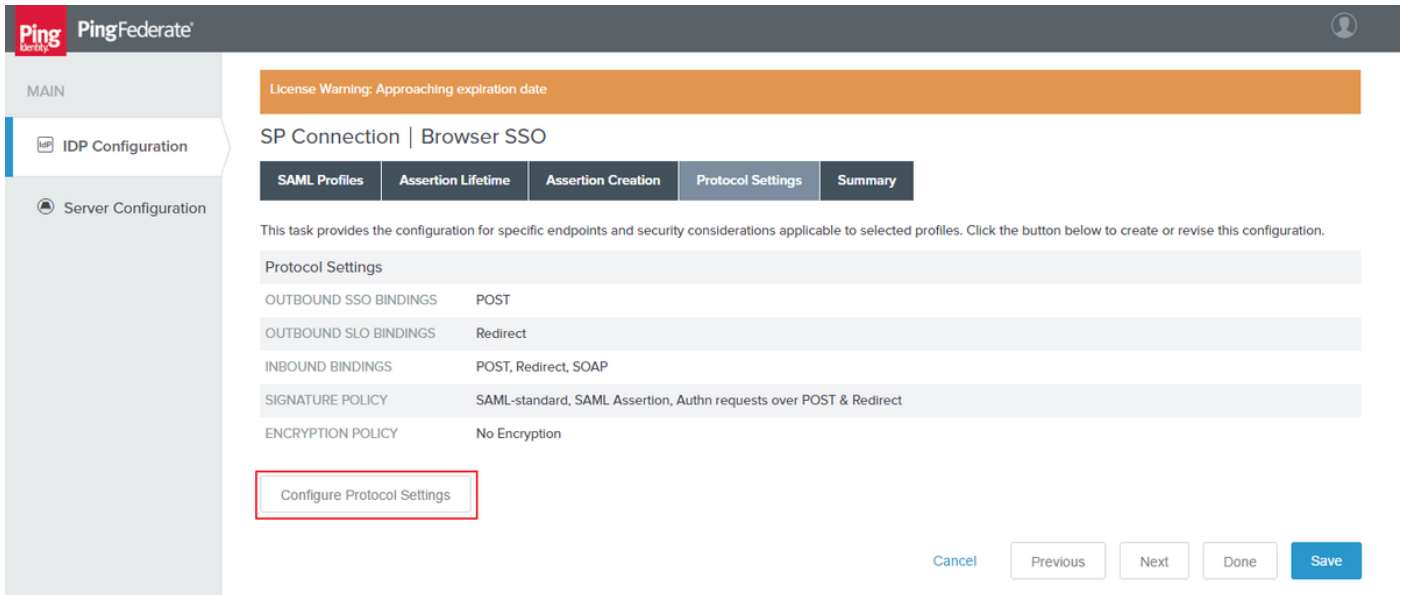 Ping
Identity
PingFederate®
MAIN
IdP
IDP Configuration
Server Configuration
License Warning: Approaching expiration date
SP Connection | Browser SSO
SAML Profiles
Assertion Lifetime
Assertion Creation
Protocol Settings
Summary
This task provides the configuration for specific endpoints and security considerations applicable to selected profiles. Click the button below to create or revise this configuration.
Protocol Settings
OUTBOUND SSO BINDINGS POST
OUTBOUND SLO BINDINGS Redirect
INBOUND BINDINGS POST, Redirect, SOAP
SIGNATURE POLICY SAML-standard, SAML Assertion, Authn requests over POST & Redirect
ENCRYPTION POLICY No Encryption
Configure Protocol Settings
Cancel
Previous
Next
Done
Save